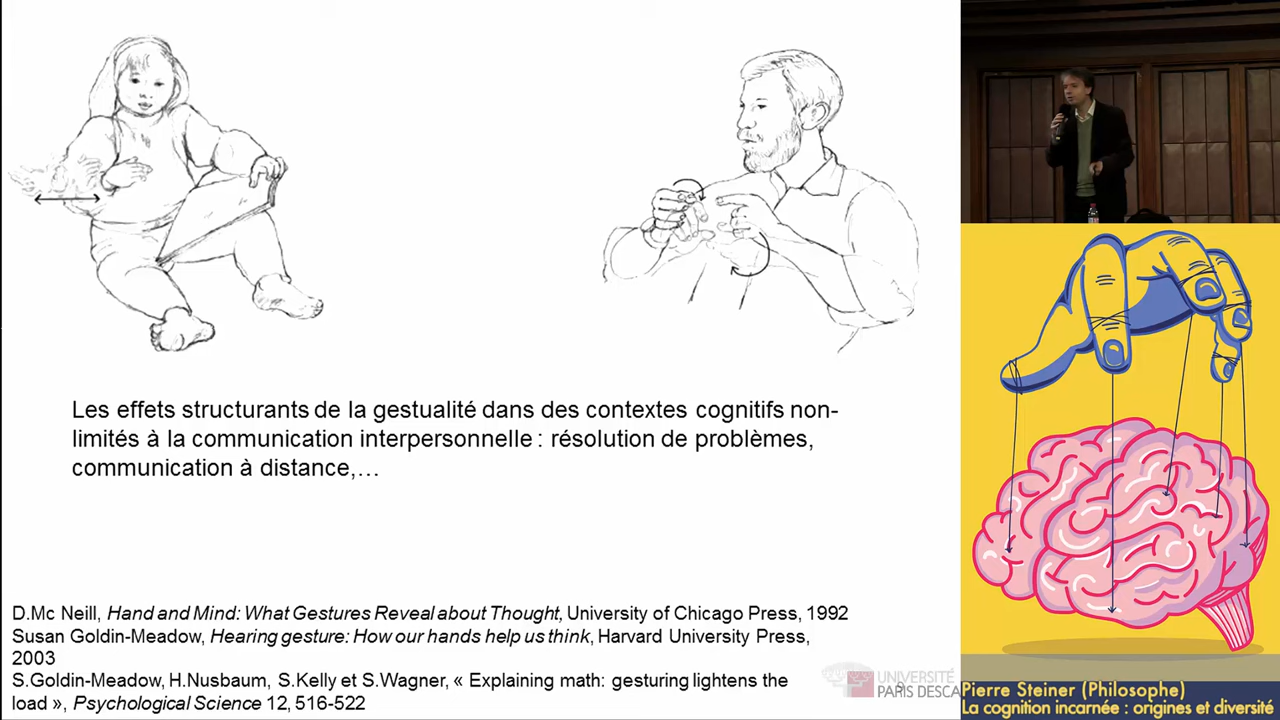 Les effets structurants de la gestualité dans des contextes cognitifs non-
limités à la communication interpersonnelle : résolution de problèmes,
communication à distance,…
D.Mc Neill, Hand and Mind: What Gestures Reveal about Thought, University of Chicago Press, 1992
Susan Goldin-Meadow, Hearing gesture: How our hands help us think, Harvard University Press,
2003
S.Goldin-Meadow, H.Nusbaum, S.Kelly et S.Wagner, « Explaining math: gesturing lightens the
load », Psychological Science 12, 516-522
UNIVERSITÉ
PARIS DESCA
Pierre Steiner (Philosophe)
La cognition incarnée : origines et diversité